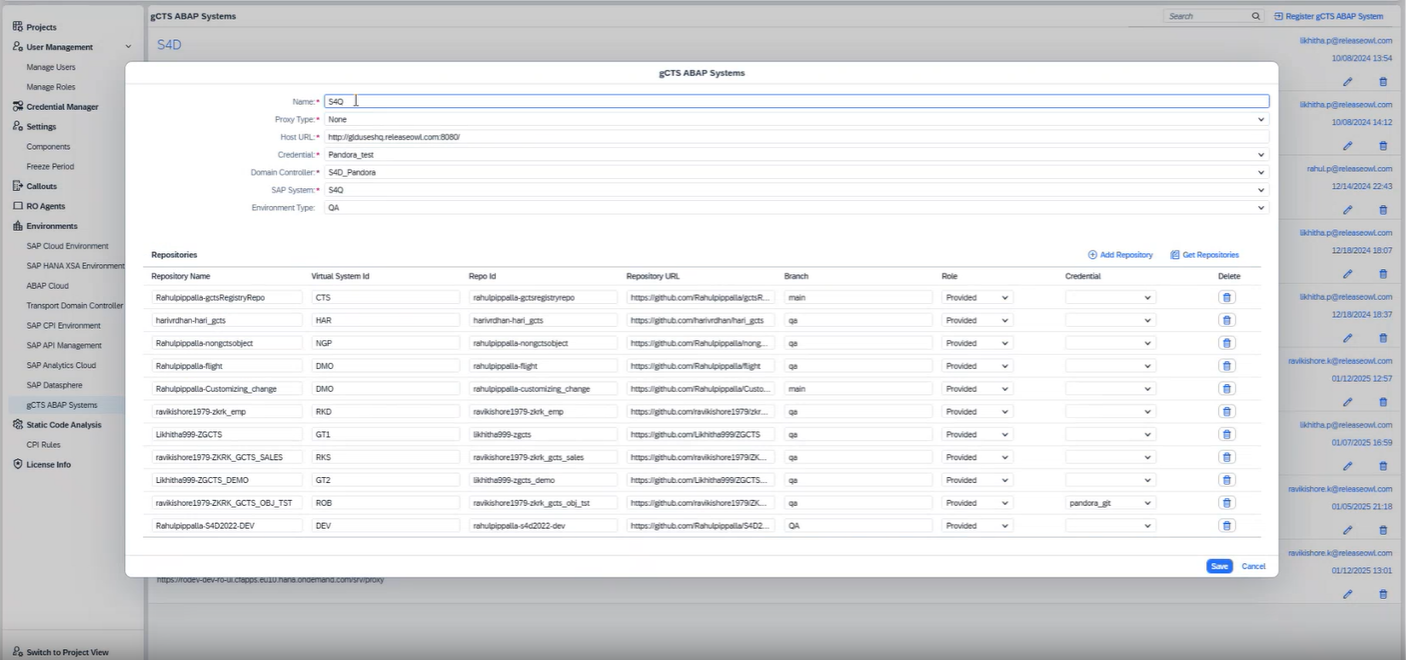 gCTS ABAP Systems
Search
Register gCTS ABAP System
Projects
User Management
Manage Users
Manage Roles
Credential Manager
Settings
Components
Freeze Period
Callouts
RO Agents
Environments
SAP Cloud Environment
SAP HANA XSA Environment
ABAP Cloud
Transport Domain Controller
SAP CPI Environment
SAP API Management
SAP Analytics Cloud
SAP Datasphere
gCTS ABAP Systems
Static Code Analysis
CPI Rules
License Info
Switch to Project View
S4D
gCTS ABAP Systems
Name:* S4Q
Proxy Type:* None
Host URL:* http://glduseshq.releaseowl.com:8080/
Credential:* Pandora_test
Domain Controller:* S4D_Pandora
SAP System:* S4Q
Environment Type: QA
Repositories
Add Repository
Get Repositories
Repository Name Virtual System Id Repo Id Repository URL Branch Role Credential Delete
Rahulpippalla-gctsRegistryRepo CTS rahulpippalla-gctsregistryrepo https://github.com/Rahulpippalla/gctsR... main Provided
harivrdhan-hari_gcts HAR harivrdhan-hari_gcts https://github.com/harivrdhan/hari_gcts qa Provided
Rahulpippalla-nongctsobject NGP rahulpippalla-nongctsobject https://github.com/Rahulpippalla/nong... qa Provided
Rahulpippalla-flight DMO rahulpippalla-flight https://github.com/Rahulpippalla/flight qa Provided
Rahulpippalla-Customizing_change DMO rahulpippalla-customizing_change https://github.com/Rahulpippalla/Custo... main Provided
ravikishore1979-zkrk_emp RKD ravikishore1979-zkrk_emp https://github.com/ravikishore1979/zkr... qa Provided
Likhitha999-ZGCTS GT1 likhitha999-zgcts https://github.com/Likhitha999/ZGCTS qa Provided
ravikishore1979-ZKRK_GCTS_SALES RKS ravikishore1979-zkrk_gcts_sales https://github.com/ravikishore1979/ZK... qa Provided
Likhitha999-ZGCTS_DEMO GT2 likhitha999-zgcts_demo https://github.com/Likhitha999/ZGCTS... qa Provided
ravikishore1979-ZKRK_GCTS_OBJ_TST ROB ravikishore1979-zkrk_gcts_obj_tst https://github.com/ravikishore1979/ZK... qa Provided pandora_git
Rahulpippalla-S4D2022-DEV DEV rahulpippalla-s4d2022-dev https://github.com/Rahulpippalla/S4D2... QA Provided
Save
Cancel
https://rodev-dev-ro-ui.cfapps.eu10.hana.ondemand.com/srv/proxy
likhitha.p@releaseowl.com
10/08/2024 13:54
likhitha.p@releaseowl.com
10/08/2024 14:12
rahul.p@releaseowl.com
12/14/2024 22:43
likhitha.p@releaseowl.com
12/18/2024 18:07
likhitha.p@releaseowl.com
12/18/2024 18:37
ravikishore.k@releaseowl.com
01/12/2025 12:57
likhitha.p@releaseowl.com
01/07/2025 16:59
ravikishore.k@releaseowl.com
01/05/2025 21:18
ravikishore.k@releaseowl.com
01/12/2025 13:01